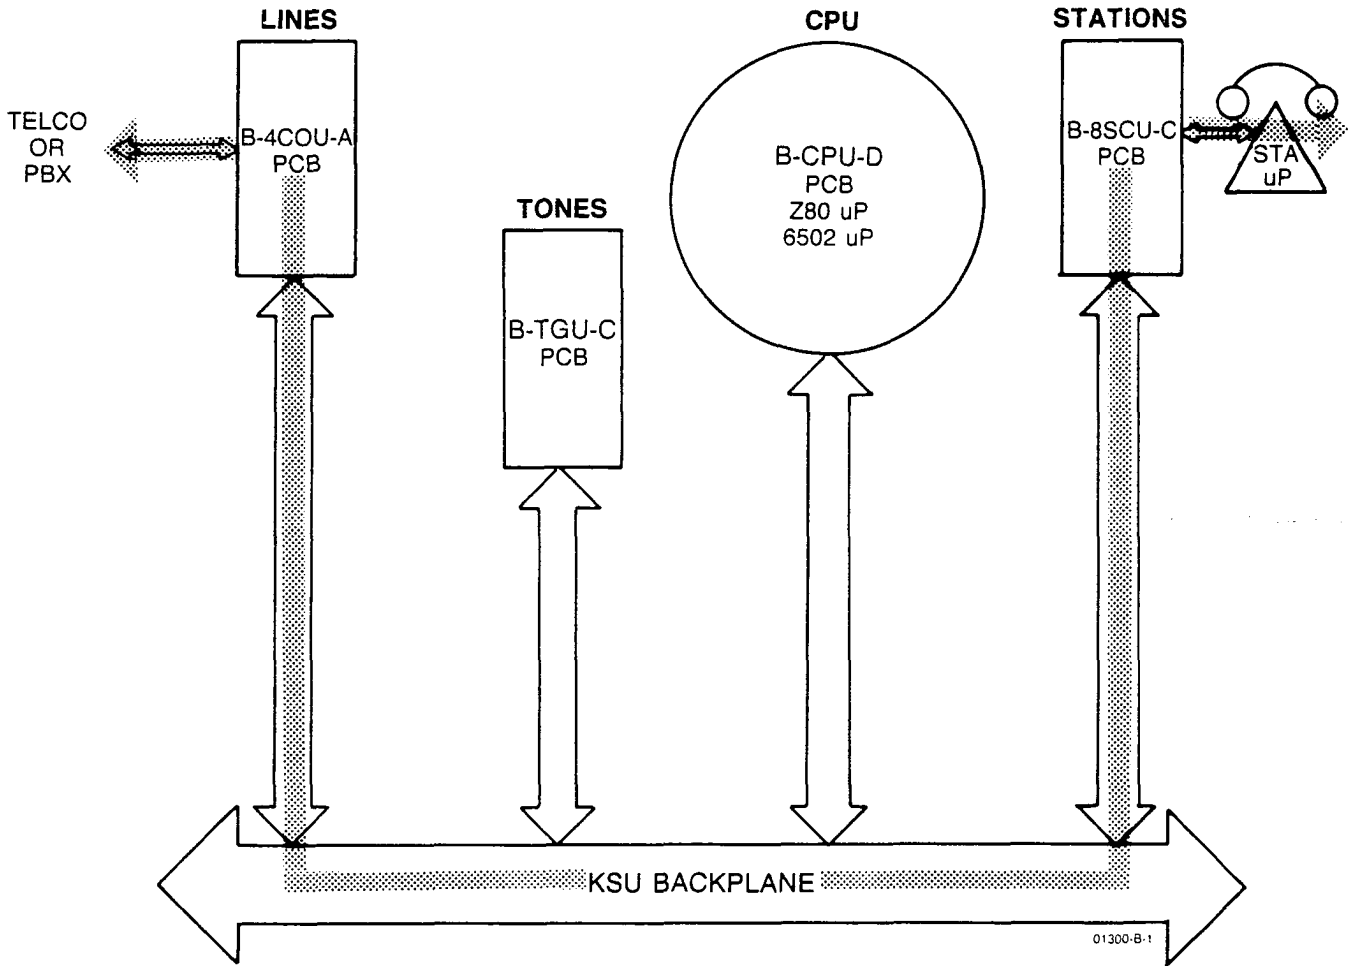 LINES
CPU
STATIONS
TELCO
OR
PBX
B-4COU-A
PCB
B-CPU-D
PCB
Z80 uP
6502 uP
B-8SCU-C
PCB
STA
uP
TONES
B-TGU-C
PCB
KSU BACKPLANE
01300-B-1